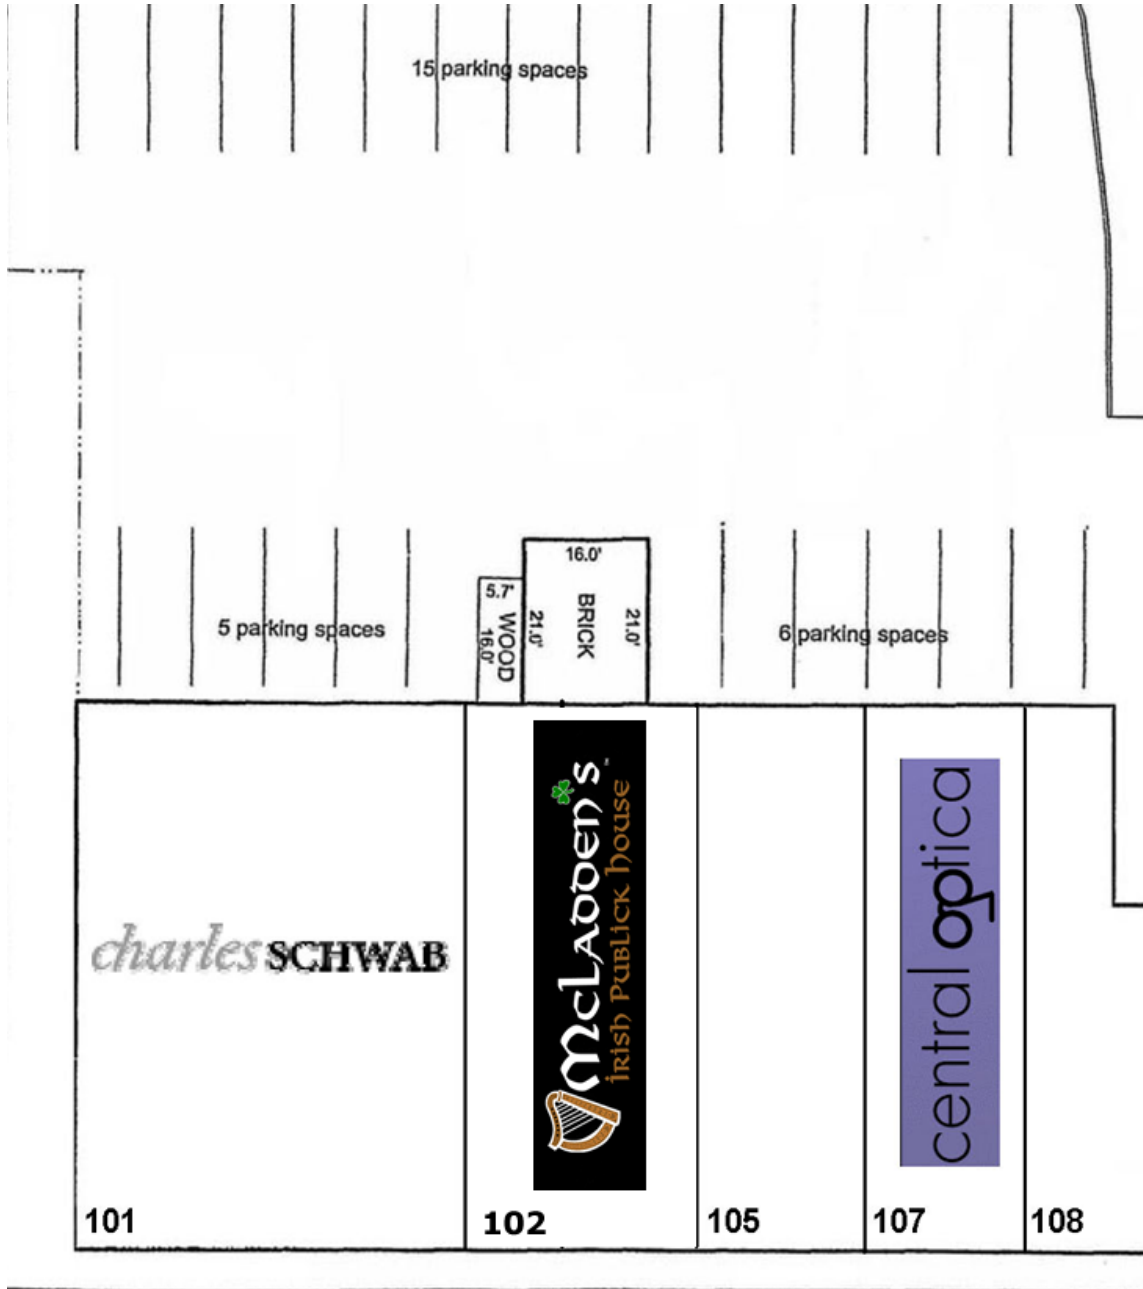 15 parking spaces
16.0'
5.7'
WOOD
16.0'
21.0'
BRICK
21.0'
5 parking spaces
6 parking spaces
charles SCHWAB
McLADDEN'S™
IRISH PUBLICK HOUSE
central optica
101
102
105
107
108